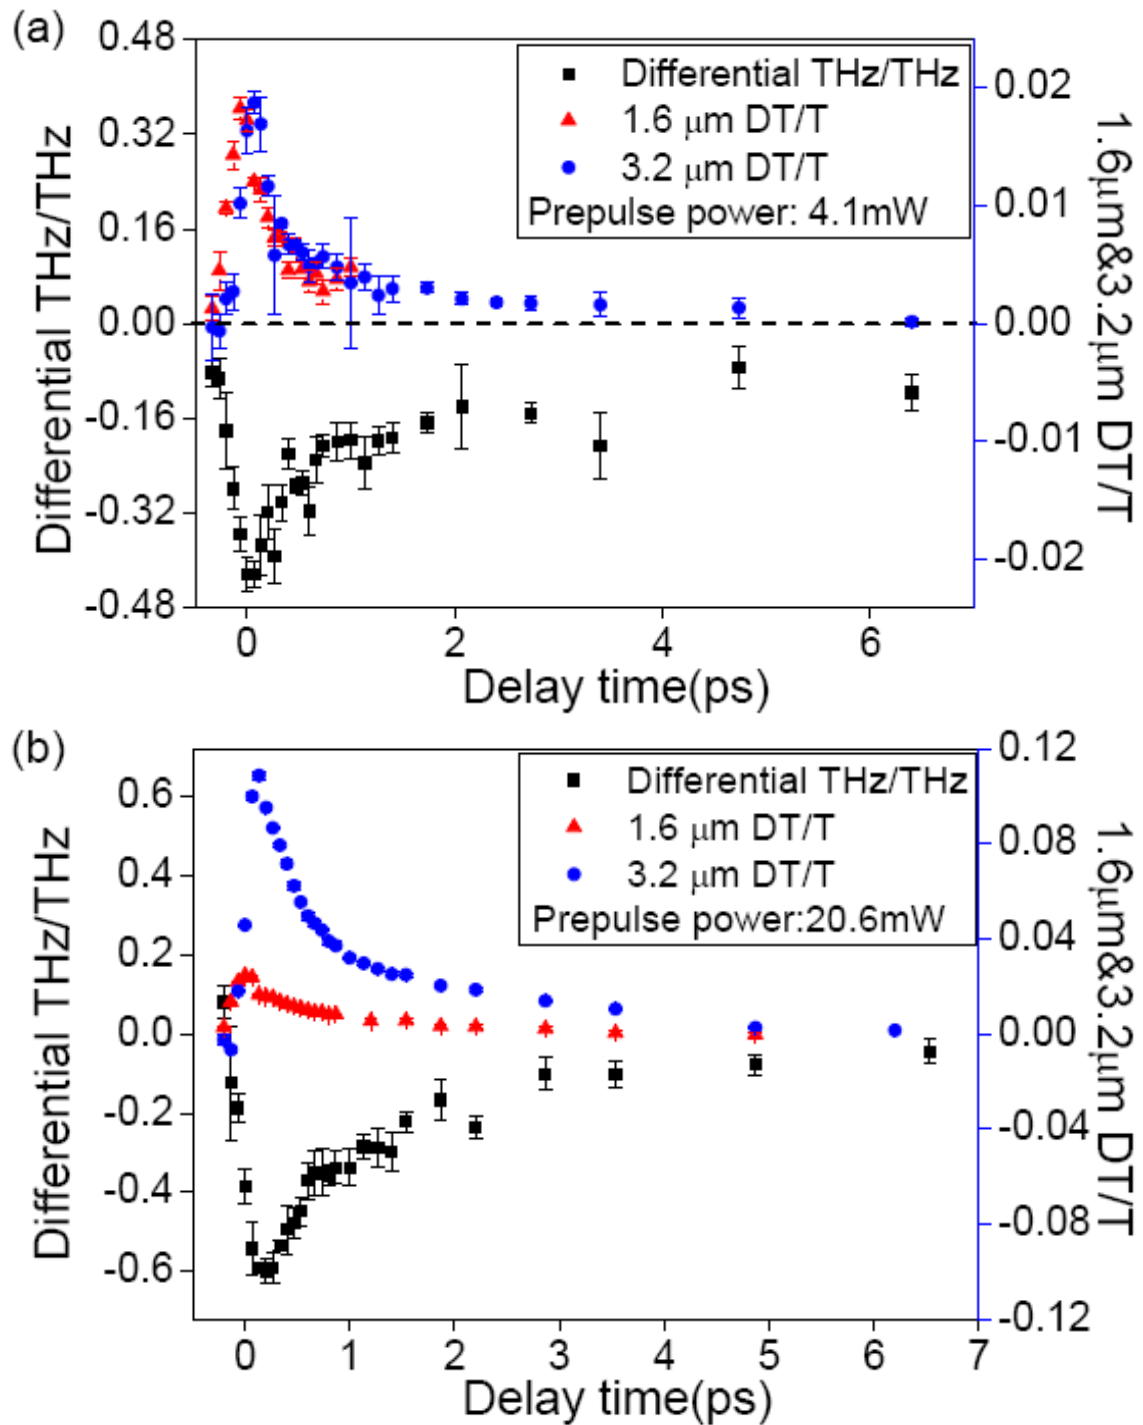 (a)
0.48
0.32
0.16
0.00
-0.16
-0.32
-0.48
Differential THz/THz
Differential THz/THz
1.6 μm DT/T
3.2 μm DT/T
Prepulse power: 4.1mW
0.02
0.01
0.00
-0.01
-0.02
1.6μm&3.2μm DT/T
0 2 4 6
Delay time(ps)
(b)
0.6
0.4
0.2
0.0
-0.2
-0.4
-0.6
Differential THz/THz
Differential THz/THz
1.6 μm DT/T
3.2 μm DT/T
Prepulse power:20.6mW
0.12
0.08
0.04
0.00
-0.04
-0.08
-0.12
1.6μm&3.2μm DT/T
0 1 2 3 4 5 6 7
Delay time(ps)